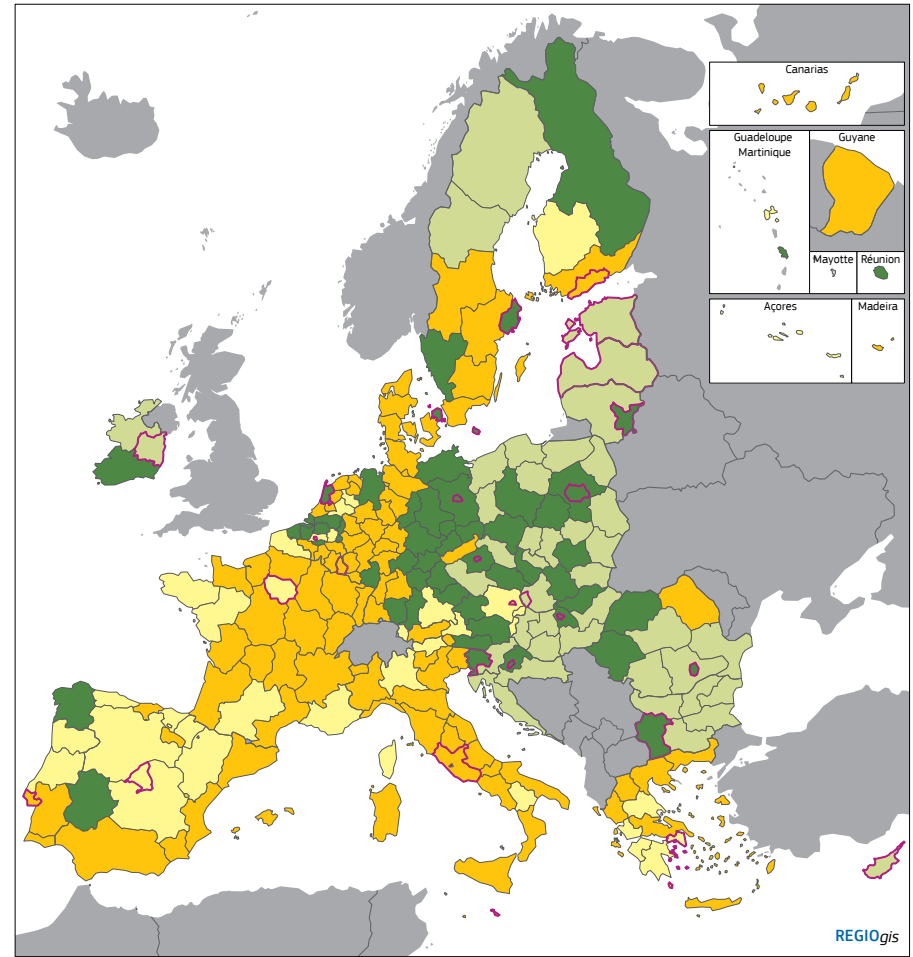 Canarias
Guadeloupe
Martinique
Guyane
Mayotte
Réunion
Açores
Madeira
REGIOgis